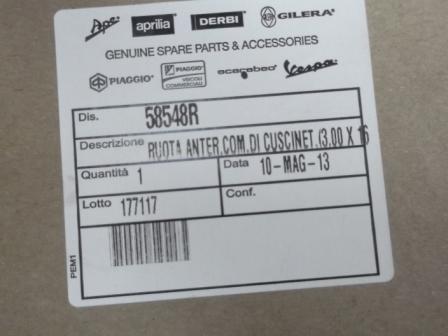 Ape aprilia DERBI GILERA
GENUINE SPARE PARTS & ACCESSORIES
PIAGGIO PIAGGIO VEICOLI COMMERCIALI scarabeo Vespa
Dis. 58548R
Descrizione RUOTA ANTER.COM.DI CUSCINET.(3.00 X 16
Quantità 1 Data 10-MAG-13
Lotto 177117 Conf.
PEM1